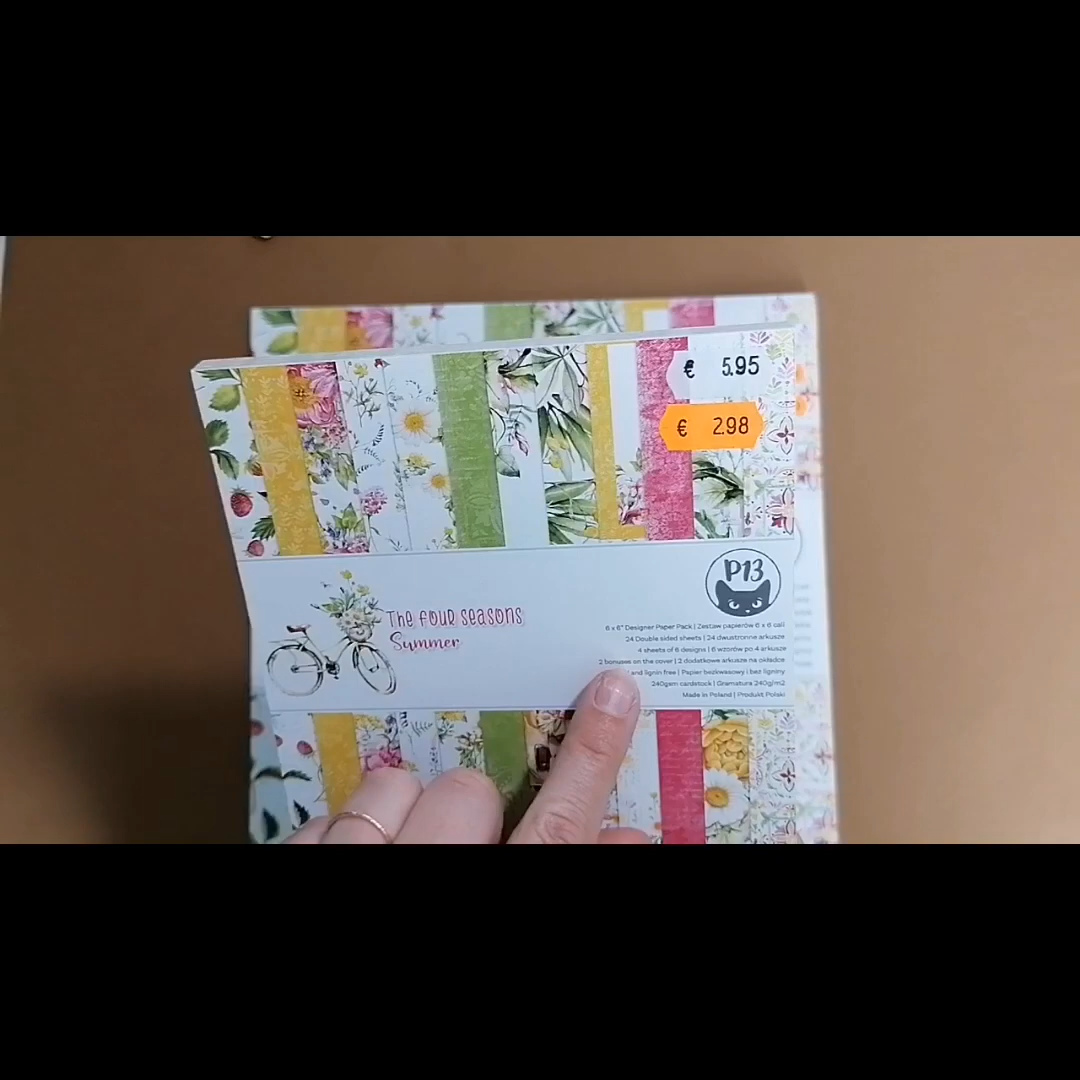 € 5.95
€ 2.98
P13
The four seasons
Summer
6 x 6" Designer Paper Pack | Zestaw papierów 6 x 6 cali
24 Double sided sheets | 24 dwustronne arkusze
4 sheets of 6 designs | 6 wzorów po 4 arkusze
2 bonuses on the cover | 2 dodatkowe arkusze na okładce
and lignin free | Papier bezkwasowy i bez ligniny
240gsm cardstock | Gramatura 240g/m2
Made in Poland | Produkt Polski